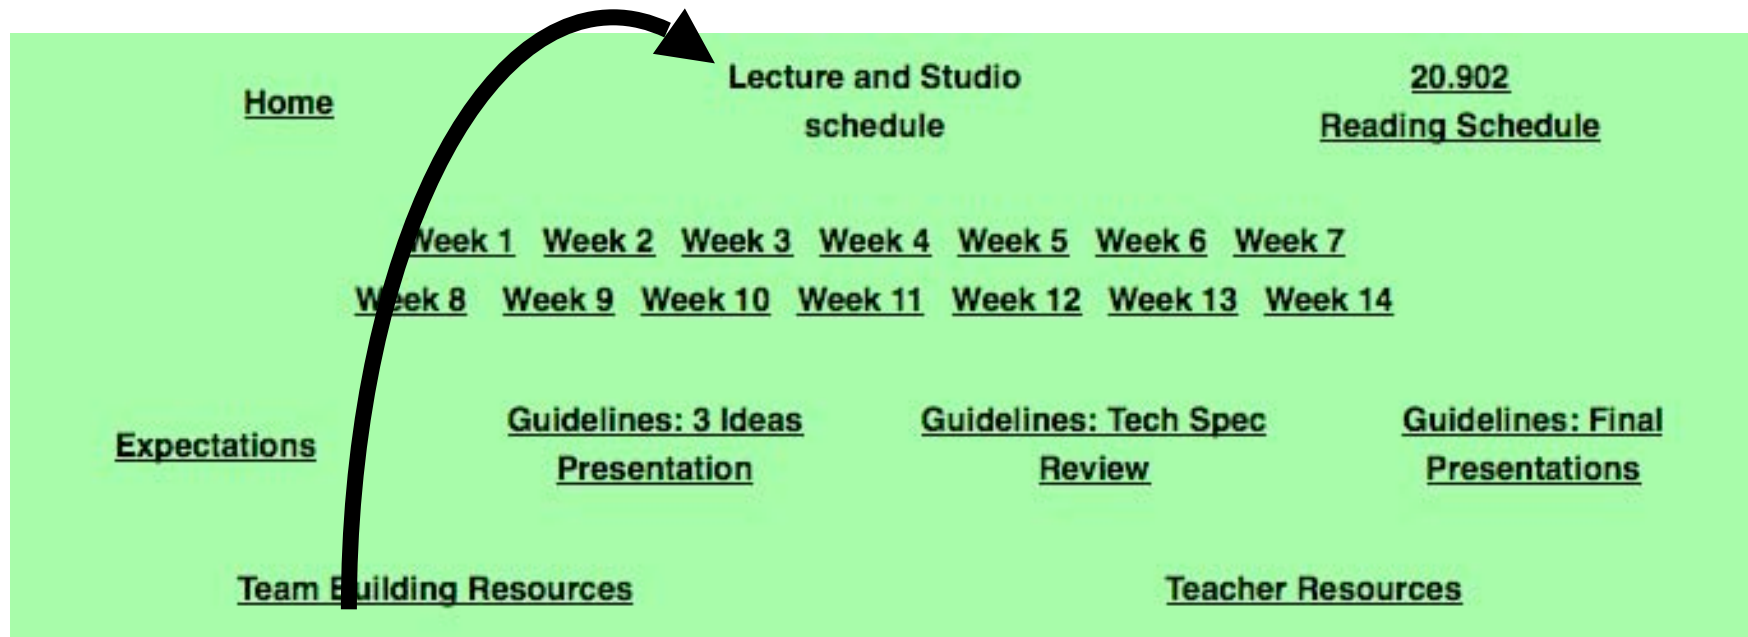 Home
Lecture and Studio
schedule
20.902
Reading Schedule
Week 1 Week 2 Week 3 Week 4 Week 5 Week 6 Week 7
Week 8 Week 9 Week 10 Week 11 Week 12 Week 13 Week 14
Expectations
Guidelines: 3 Ideas
Presentation
Guidelines: Tech Spec
Review
Guidelines: Final
Presentations
Team Building Resources
Teacher Resources